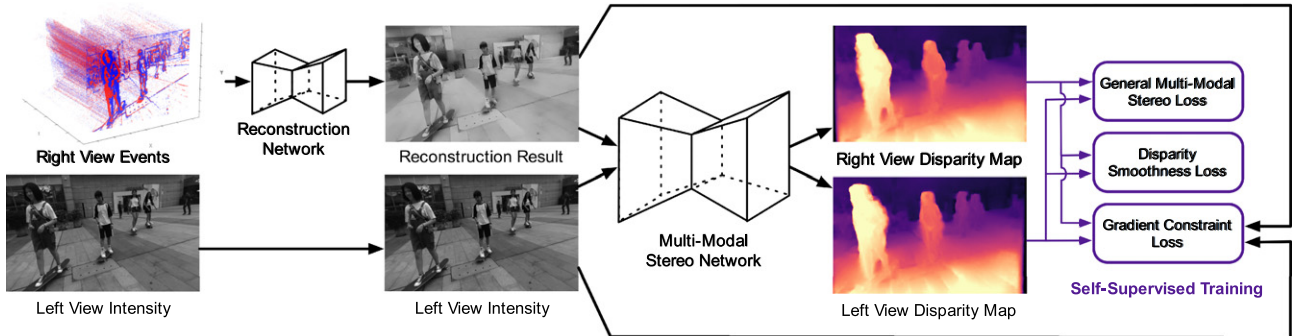 Right View Events
Reconstruction
Network
Reconstruction Result
Left View Intensity
Left View Intensity
Multi-Modal
Stereo Network
Right View Disparity Map
Left View Disparity Map
General Multi-Modal
Stereo Loss
Disparity
Smoothness Loss
Gradient Constraint
Loss
Self-Supervised Training